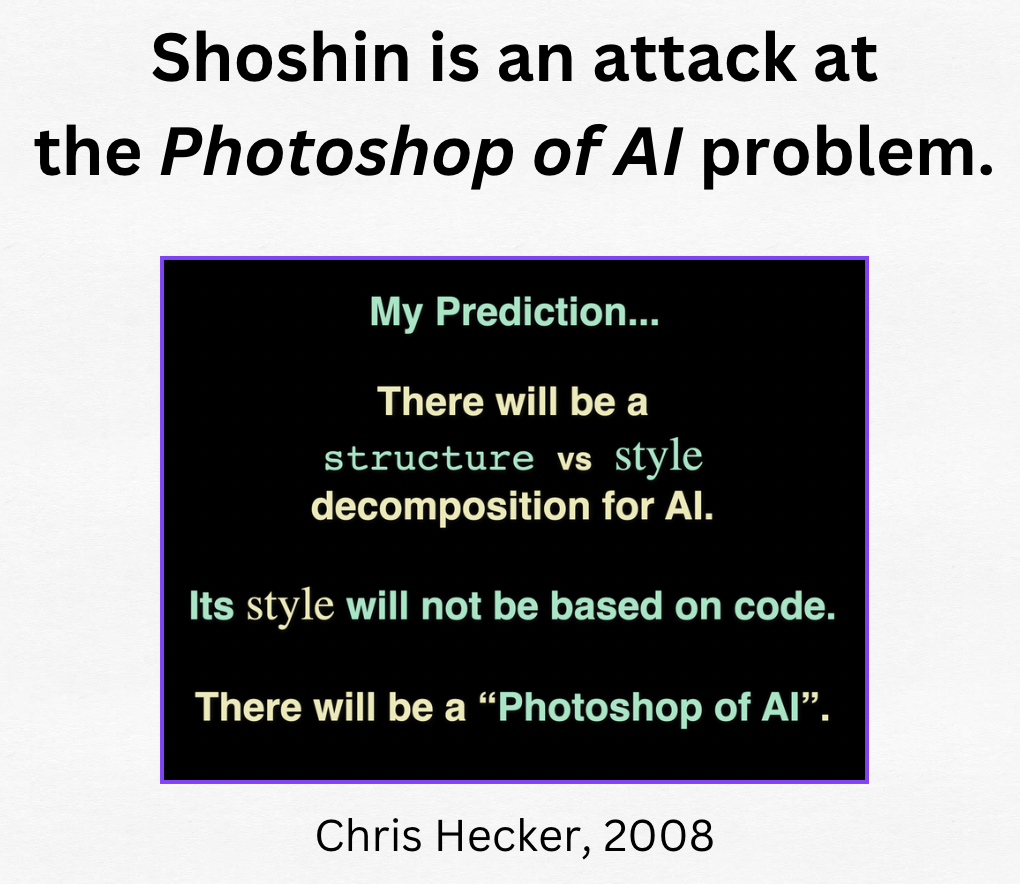 Shoshin is an attack at
the Photoshop of AI problem.
My Prediction...
There will be a
structure vs style
decomposition for AI.
Its style will not be based on code.
There will be a “Photoshop of AI”.
Chris Hecker, 2008